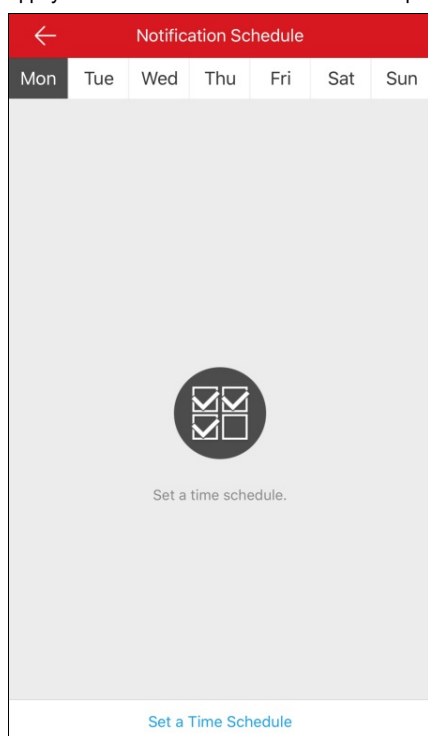 Notification Schedule
Mon Tue Wed Thu Fri Sat Sun
Set a time schedule.
Set a Time Schedule